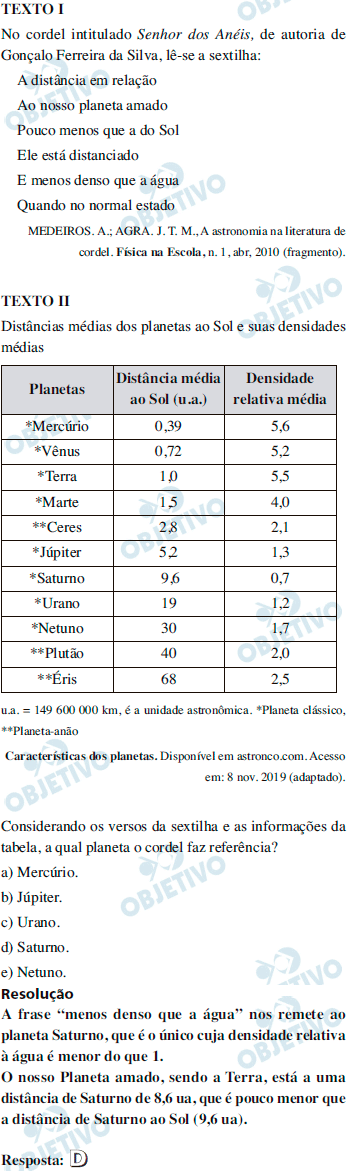 TEXTO I
No cordel intitulado Senhor dos Anéis, de autoria de
Gonçalo Ferreira da Silva, lê-se a sextilha:
A distância em relação
Ao nosso planeta amado
Pouco menos que a do Sol
Ele está distanciado
E menos denso que a água
Quando no normal estado
MEDEIROS. A.; AGRA. J. T. M., A astronomia na literatura de
cordel. Física na Escola, n. 1, abr, 2010 (fragmento).
TEXTO II
Distâncias médias dos planetas ao Sol e suas densidades
médias
Planetas Distância média ao Sol (u.a.) Densidade relativa média
*Mercúrio 0,39 5,6
*Vênus 0,72 5,2
*Terra 1,0 5,5
*Marte 1,5 4,0
**Ceres 2,8 2,1
*Júpiter 5,2 1,3
*Saturno 9,6 0,7
*Urano 19 1,2
*Netuno 30 1,7
**Plutão 40 2,0
**Éris 68 2,5
u.a. = 149 600 000 km, é a unidade astronômica. *Planeta clássico,
**Planeta-anão
Características dos planetas. Disponível em astronco.com. Acesso
em: 8 nov. 2019 (adaptado).
Considerando os versos da sextilha e as informações da
tabela, a qual planeta o cordel faz referência?
a) Mercúrio.
b) Júpiter.
c) Urano.
d) Saturno.
e) Netuno.
Resolução
A frase “menos denso que a água” nos remete ao
planeta Saturno, que é o único cuja densidade relativa
à água é menor do que 1.
O nosso Planeta amado, sendo a Terra, está a uma
distância de Saturno de 8,6 ua, que é pouco menor que
a distância de Saturno ao Sol (9,6 ua).
Resposta: D
OBJETIVO